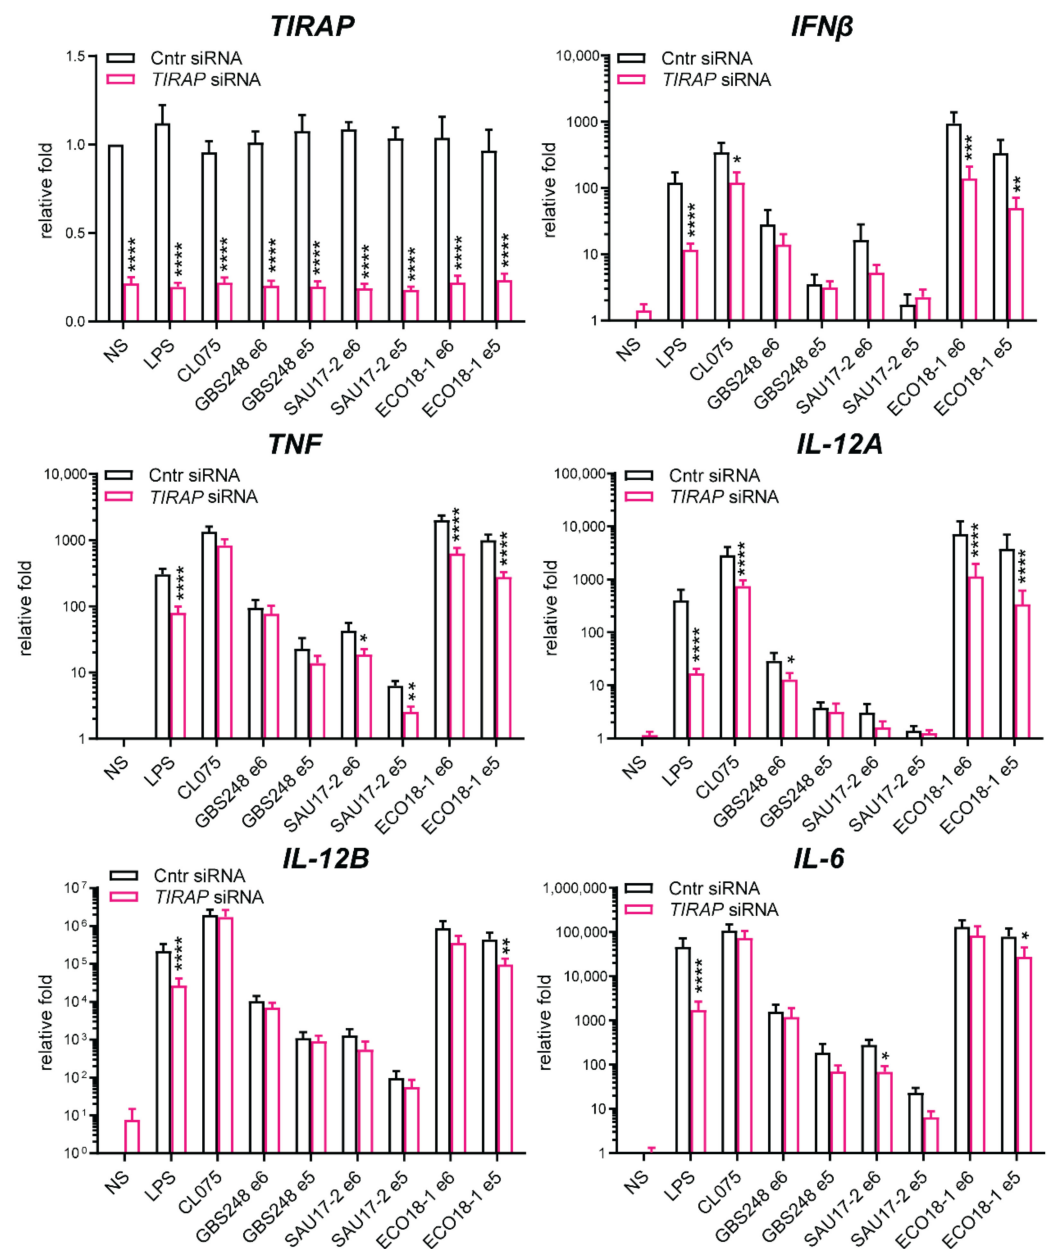 TIRAP
Cntr siRNA
TIRAP siRNA
relative fold
1.5
1.0
0.5
0.0
**** **** **** **** **** **** **** **** ****
NS LPS CL075 GBS248 e6 GBS248 e5 SAU17-2 e6 SAU17-2 e5 ECO18-1 e6 ECO18-1 e5
IFNβ
Cntr siRNA
TIRAP siRNA
relative fold
10,000
1000
100
10
1
**** * *** **
NS LPS CL075 GBS248 e6 GBS248 e5 SAU17-2 e6 SAU17-2 e5 ECO18-1 e6 ECO18-1 e5
TNF
Cntr siRNA
TIRAP siRNA
relative fold
10,000
1000
100
10
1
**** * ** **** ****
NS LPS CL075 GBS248 e6 GBS248 e5 SAU17-2 e6 SAU17-2 e5 ECO18-1 e6 ECO18-1 e5
IL-12A
Cntr siRNA
TIRAP siRNA
relative fold
100,000
10,000
1000
100
10
1
**** **** * **** ****
NS LPS CL075 GBS248 e6 GBS248 e5 SAU17-2 e6 SAU17-2 e5 ECO18-1 e6 ECO18-1 e5
IL-12B
Cntr siRNA
TIRAP siRNA
relative fold
10⁷
10⁶
10⁵
10⁴
10³
10²
10¹
10⁰
**** **
NS LPS CL075 GBS248 e6 GBS248 e5 SAU17-2 e6 SAU17-2 e5 ECO18-1 e6 ECO18-1 e5
IL-6
Cntr siRNA
TIRAP siRNA
relative fold
1,000,000
100,000
10,000
1000
100
10
1
**** * *
NS LPS CL075 GBS248 e6 GBS248 e5 SAU17-2 e6 SAU17-2 e5 ECO18-1 e6 ECO18-1 e5